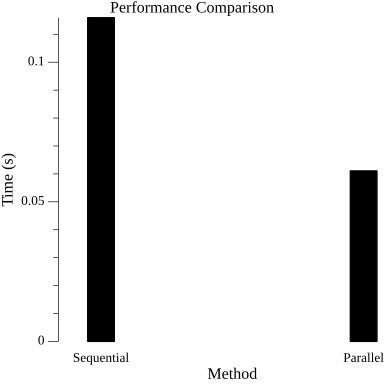 Performance Comparison
0.1
0.05
0
Time (s)
Sequential
Parallel
Method